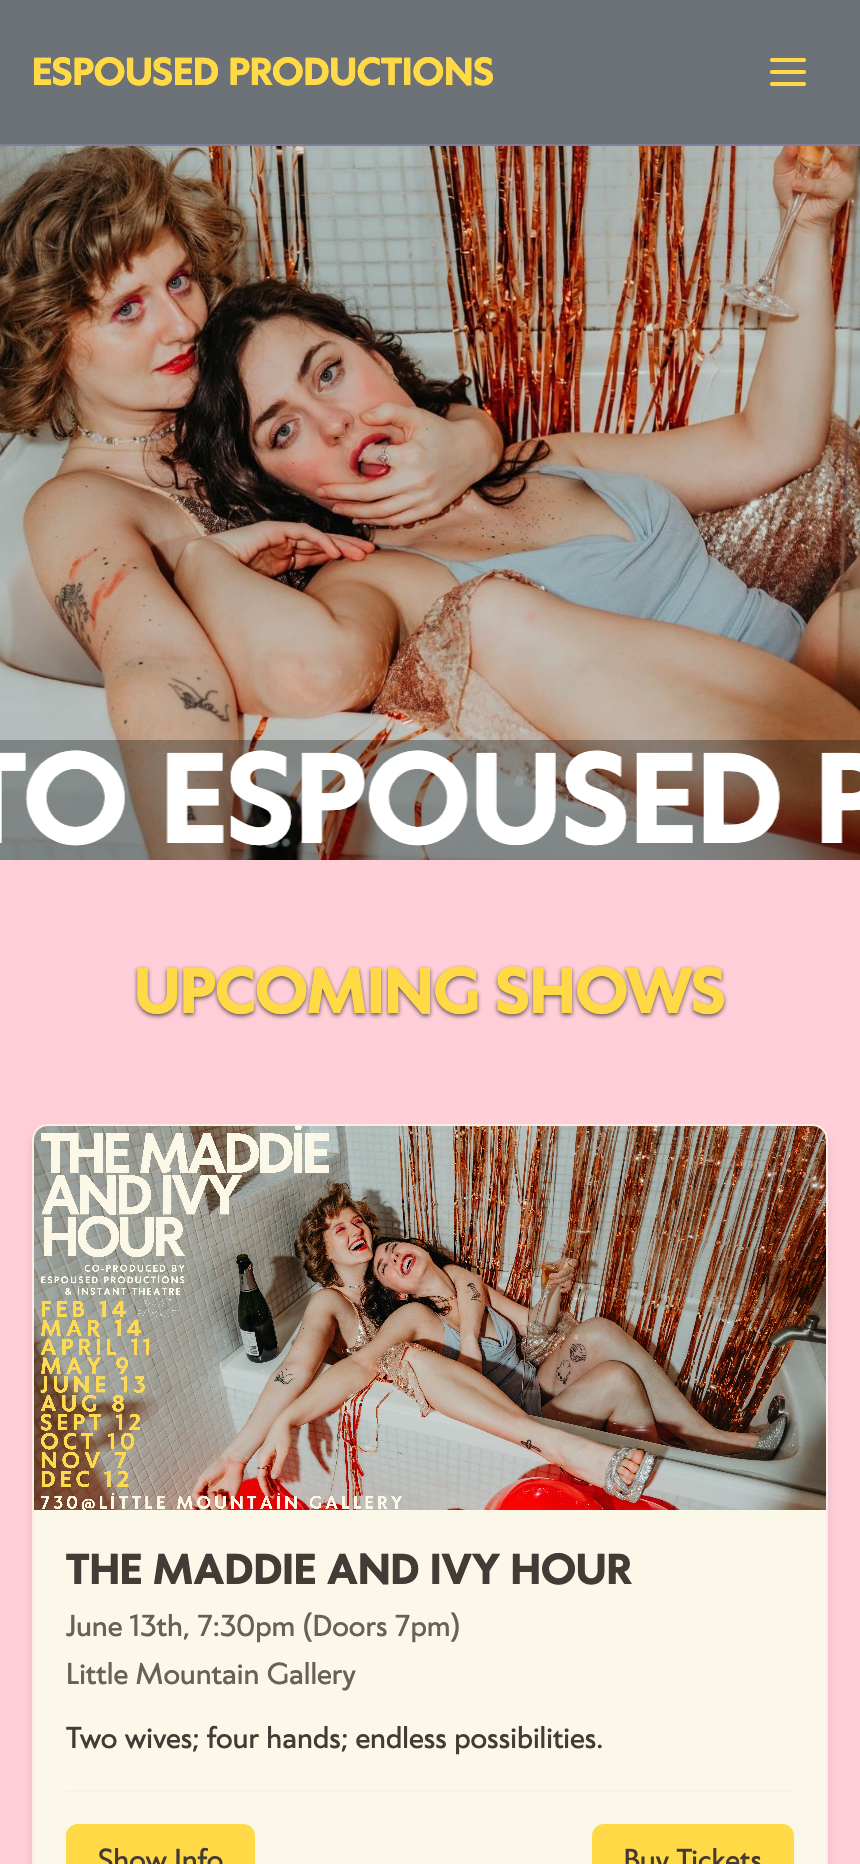 ESPOUSED PRODUCTIONS
TO ESPOUSED P
UPCOMING SHOWS
THE MADDIE
AND IVY
HOUR
CO-PRODUCED BY
ESPOUSED PRODUCTIONS
& INSTANT THEATRE
FEB 14
MAR 14
APRIL 11
MAY 9
JUNE 13
AUG 8
SEPT 12
OCT 10
NOV 7
DEC 12
730@LITTLE MOUNTAIN GALLERY
THE MADDIE AND IVY HOUR
June 13th, 7:30pm (Doors 7pm)
Little Mountain Gallery
Two wives; four hands; endless possibilities.
Show Info
Buy Tickets